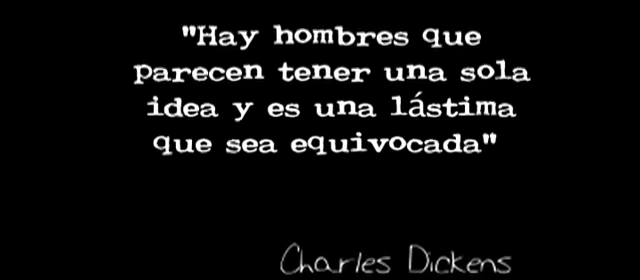 "Hay hombres que
parecen tener una sola
idea y es una lástima
que sea equivocada"
Charles Dickens